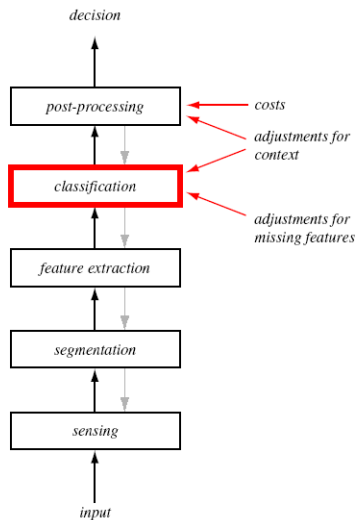 decision
post-processing
costs
adjustments for
context
classification
adjustments for
missing features
feature extraction
segmentation
sensing
input